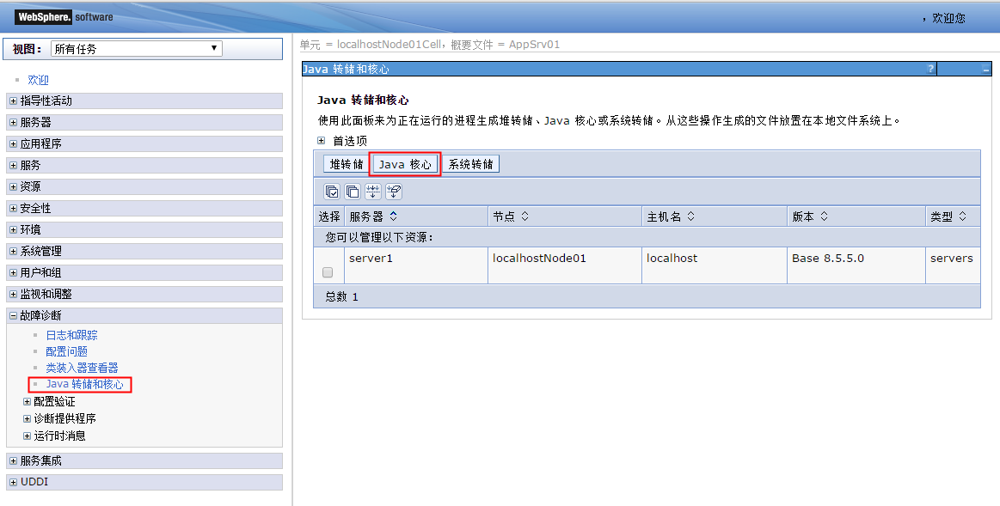 WebSphere. software
，欢迎您
视图： 所有任务
欢迎
指导性活动
服务器
应用程序
服务
资源
安全性
环境
系统管理
用户和组
监视和调整
故障诊断
日志和跟踪
配置问题
类装入器查看器
Java 转储和核心
配置验证
诊断提供程序
运行时消息
服务集成
UDDI
单元 = localhostNode01Cell，概要文件 = AppSrv01
Java 转储和核心 ? –
Java 转储和核心
使用此面板来为正在运行的进程生成堆转储、Java 核心或系统转储。从这些操作生成的文件放置在本地文件系统上。
首选项
堆转储 Java 核心 系统转储
选择 服务器 节点 主机名 版本 类型
您可以管理以下资源：
server1 localhostNode01 localhost Base 8.5.5.0 servers
总数 1